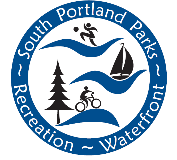 ~ South Portland Parks ~
Recreation ~ Waterfront